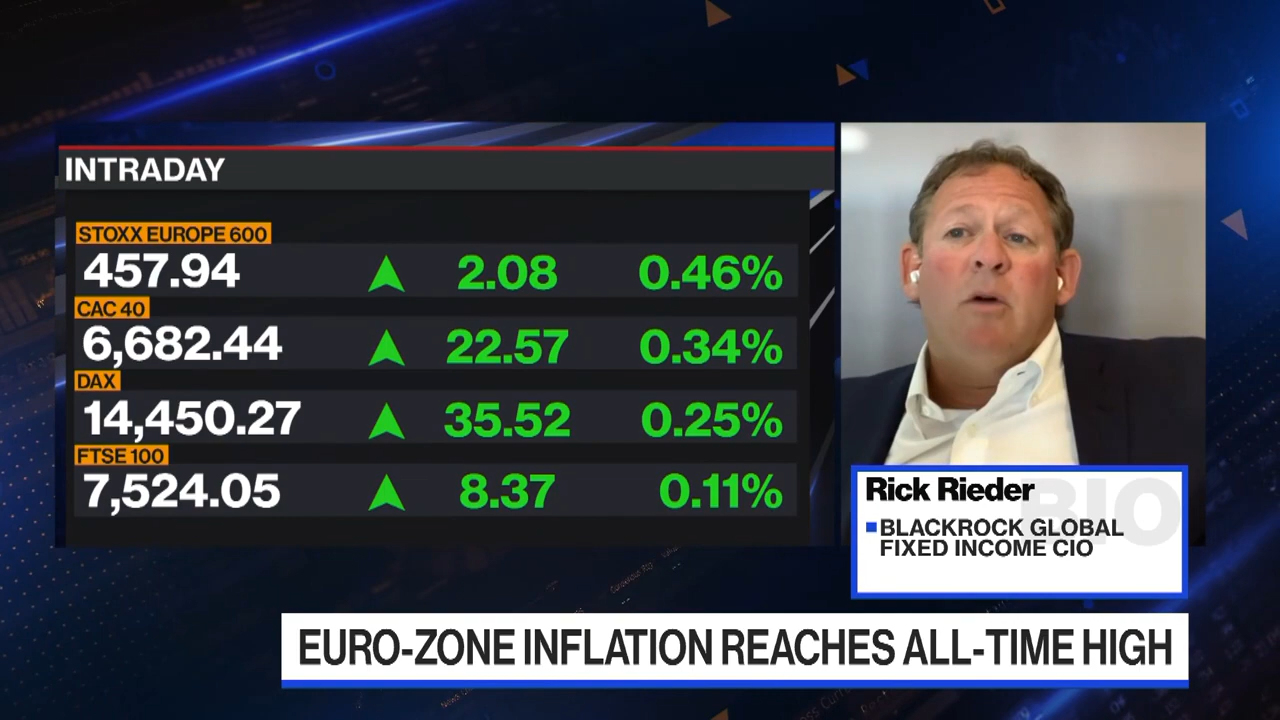 INTRADAY
STOXX EUROPE 600
457.94 2.08 0.46%
CAC 40
6,682.44 22.57 0.34%
DAX
14,450.27 35.52 0.25%
FTSE 100
7,524.05 8.37 0.11%
BIO
Rick Rieder
BLACKROCK GLOBAL
FIXED INCOME CIO
EURO-ZONE INFLATION REACHES ALL-TIME HIGH